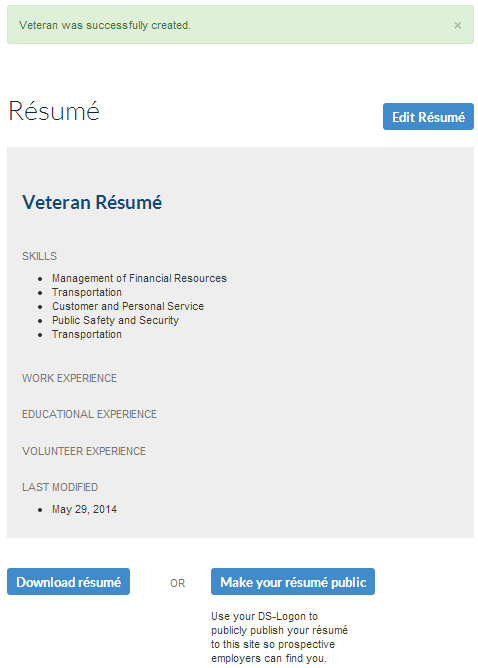 Veteran was successfully created. ×
Résumé
Edit Résumé
Veteran Résumé
SKILLS
Management of Financial Resources
Transportation
Customer and Personal Service
Public Safety and Security
Transportation
WORK EXPERIENCE
EDUCATIONAL EXPERIENCE
VOLUNTEER EXPERIENCE
LAST MODIFIED
May 29, 2014
Download résumé OR Make your résumé public
Use your DS-Logon to
publicly publish your résumé
to this site so prospective
employers can find you.